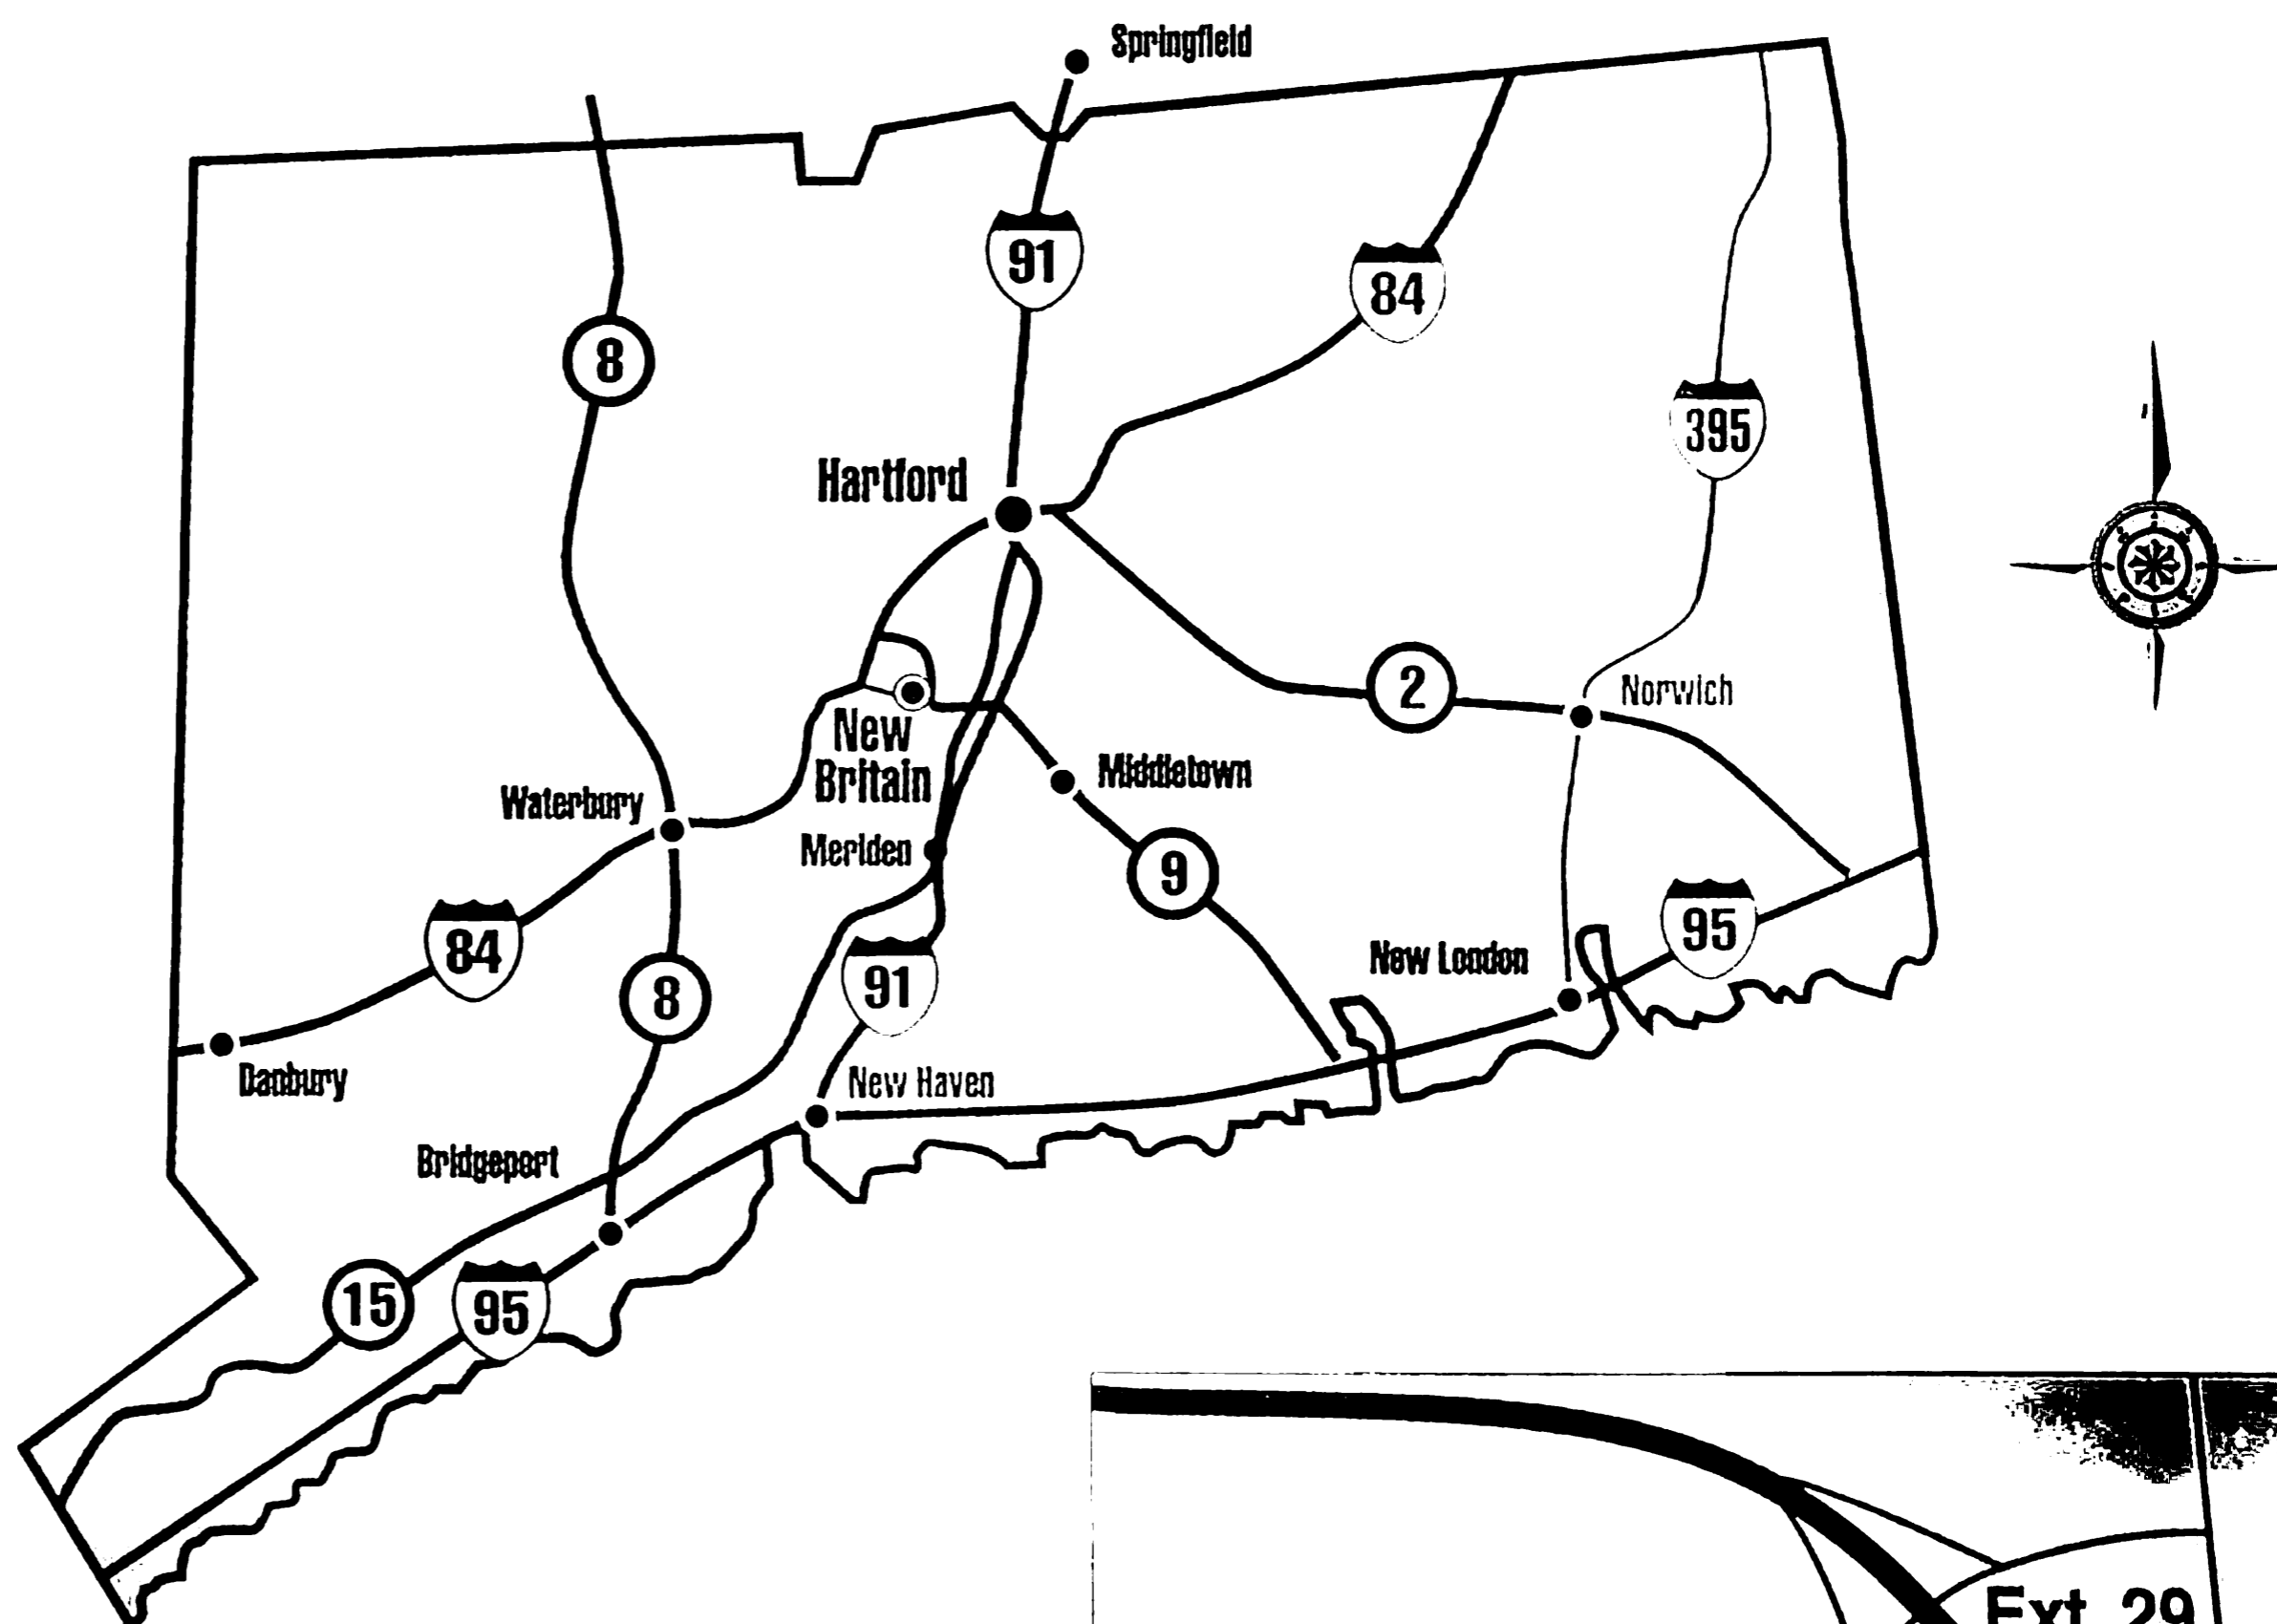 Springfield
91
84
8
395
Hartford
2
Norwich
New
Britain
Middletown
Waterbury
Meriden
9
84
91
95
New London
8
Danbury
New Haven
Bridgeport
15
95
Ext. 29